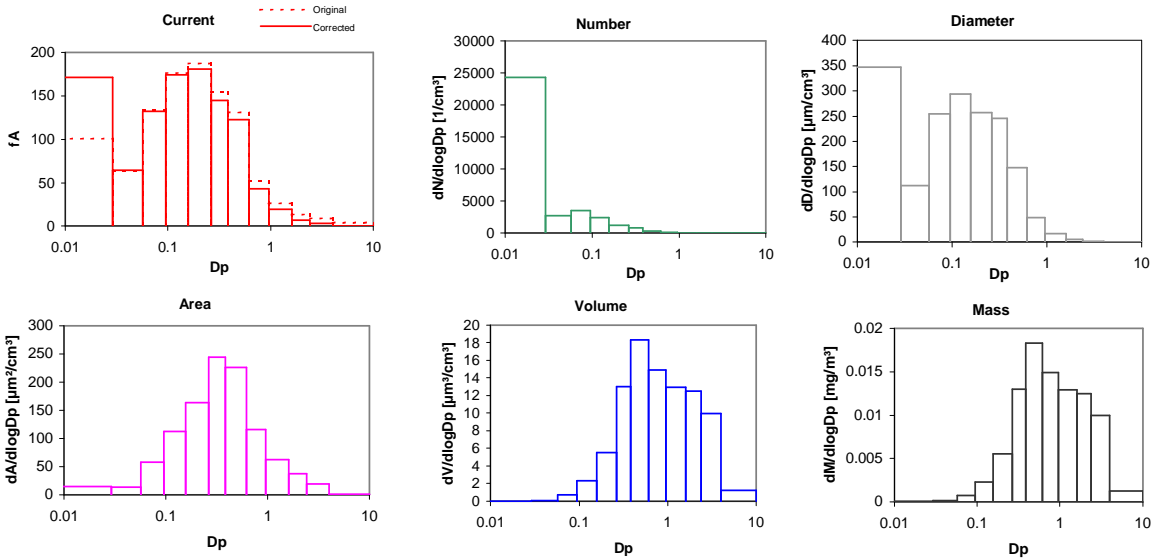 Current
Original
Corrected
200
150
100
50
0
fA
0.01 0.1 1 10
Dp
Number
30000
25000
20000
15000
10000
5000
0
dN/dlogDp [1/cm³]
0.01 0.1 1 10
Dp
Diameter
400
350
300
250
200
150
100
50
0
dD/dlogDp [µm/cm³]
0.01 0.1 1 10
Dp
Area
300
250
200
150
100
50
0
dA/dlogDp [µm²/cm³]
0.01 0.1 1 10
Dp
Volume
20
18
16
14
12
10
8
6
4
2
0
dV/dlogDp [µm³/cm³]
0.01 0.1 1 10
Dp
Mass
0.02
0.015
0.01
0.005
0
dM/dlogDp [mg/m³]
0.01 0.1 1 10
Dp